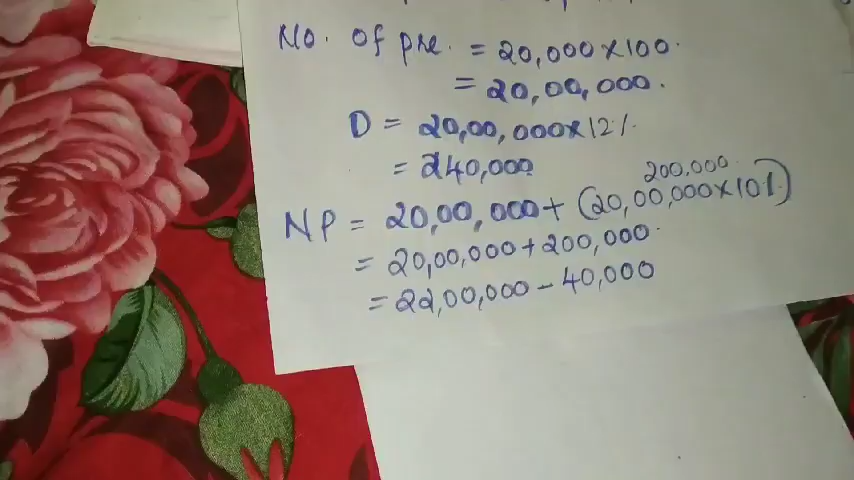 No. of pre. = 20,000 x 100.
= 20,00,000.
D = 20,00,000 x 12%.
= 240,000
200,000.
NP = 20,00,000 + (20,00,000 x 10%)
= 20,00,000 + 200,000.
= 22,00,000 - 40,000